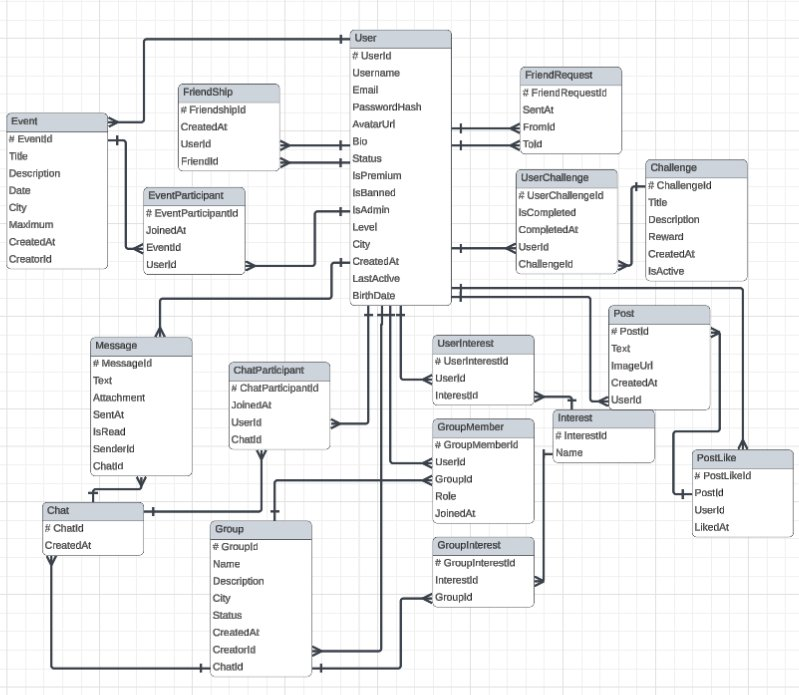 User
# UserId
Username
Email
PasswordHash
AvatarUrl
Bio
Status
IsPremium
IsBanned
IsAdmin
Level
City
CreatedAt
LastActive
BirthDate
FriendShip
# FriendshipId
CreatedAt
UserId
FriendId
FriendRequest
# FriendRequestId
SentAt
FromId
ToId
Event
# EventId
Title
Description
Date
City
Maximum
CreatedAt
CreatorId
EventParticipant
# EventParticipantId
JoinedAt
EventId
UserId
UserChallenge
# UserChallengeId
IsCompleted
CompletedAt
UserId
ChallengeId
Challenge
# ChallengeId
Title
Description
Reward
CreatedAt
IsActive
Post
# PostId
Text
ImageUrl
CreatedAt
UserId
Message
# MessageId
Text
Attachment
SentAt
IsRead
SenderId
ChatId
ChatParticipant
# ChatParticipantId
JoinedAt
UserId
ChatId
UserInterest
# UserInterestId
UserId
InterestId
Interest
# InterestId
Name
GroupMember
# GroupMemberId
UserId
GroupId
Role
JoinedAt
PostLike
# PostLikeId
PostId
UserId
LikedAt
Chat
# ChatId
CreatedAt
Group
# GroupId
Name
Description
City
Status
CreatedAt
CreatorId
ChatId
GroupInterest
# GroupInterestId
InterestId
GroupId